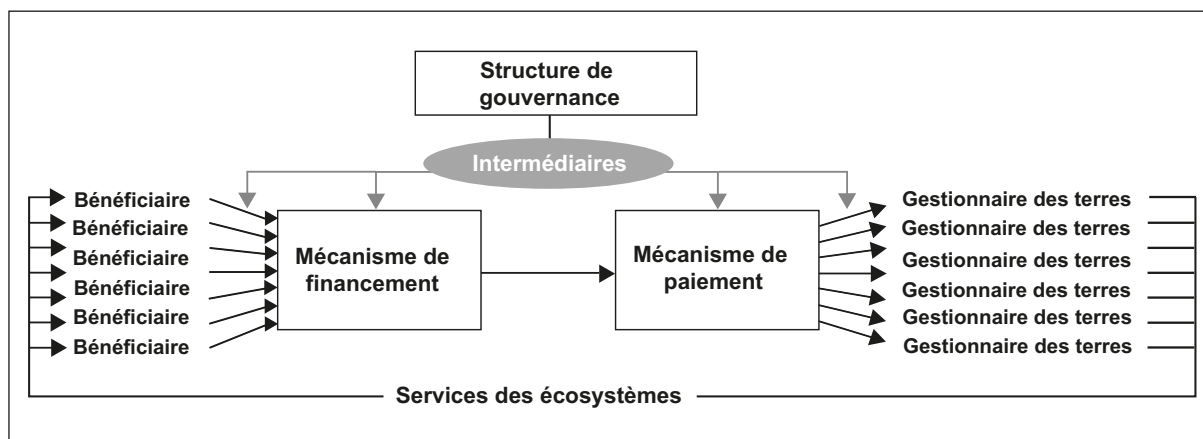 Structure de
gouvernance
Intermédiaires
Bénéficiaire
Bénéficiaire
Bénéficiaire
Bénéficiaire
Bénéficiaire
Bénéficiaire
Mécanisme de
financement
Mécanisme de
paiement
Gestionnaire des terres
Gestionnaire des terres
Gestionnaire des terres
Gestionnaire des terres
Gestionnaire des terres
Gestionnaire des terres
Services des écosystèmes